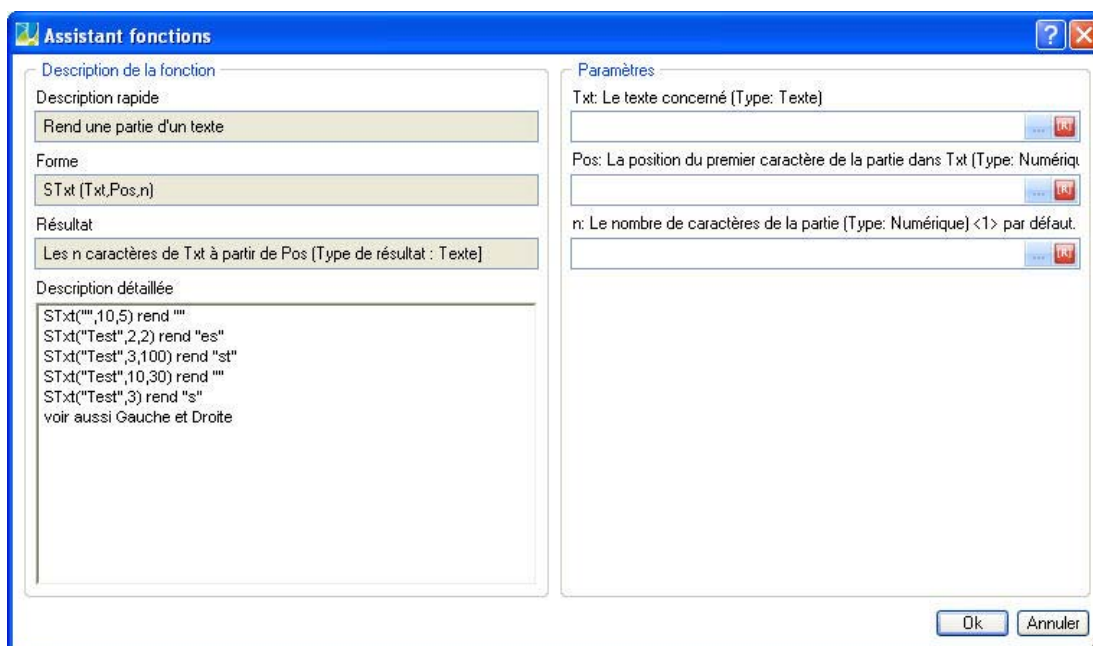 Assistant fonctions
Description de la fonction
Description rapide
Rend une partie d'un texte
Forme
STxt (Txt,Pos,n)
Résultat
Les n caractères de Txt à partir de Pos (Type de résultat : Texte)
Description détaillée
STxt("",10,5) rend ""
STxt("Test",2,2) rend "es"
STxt("Test",3,100) rend "st"
STxt("Test",10,30) rend ""
STxt("Test",3) rend "s"
voir aussi Gauche et Droite
Paramètres
Txt: Le texte concerné (Type: Texte)
...
Pos: La position du premier caractère de la partie dans Txt (Type: Numériqu
...
n: Le nombre de caractères de la partie (Type: Numérique) <1> par défaut.
...
Ok
Annuler